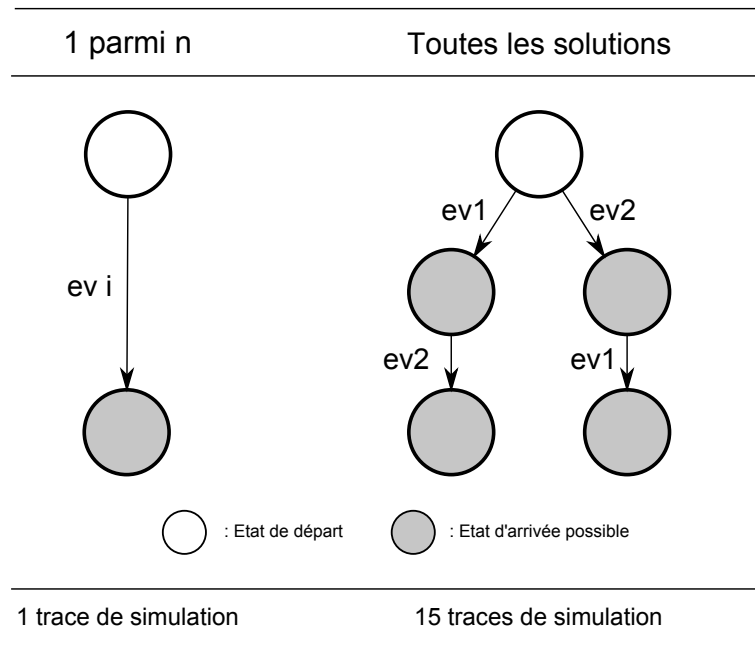 1 parmi n
Toutes les solutions
ev1
ev2
ev i
ev2
ev1
: Etat de départ
: Etat d'arrivée possible
1 trace de simulation
15 traces de simulation